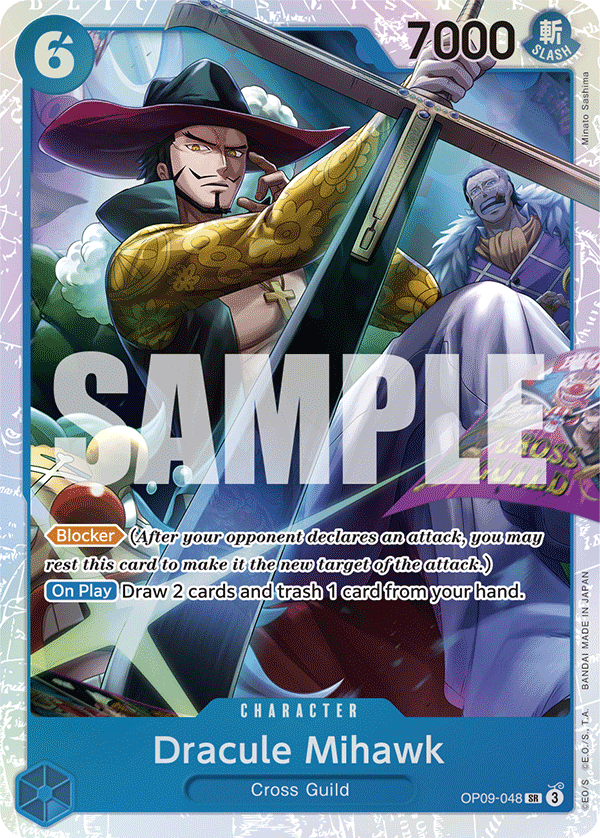 6
7000
斬
SLASH
Minato Sashima
SAMPLE
CROSS
GUILD
Blocker (After your opponent declares an attack, you may
rest this card to make it the new target of the attack.)
On Play Draw 2 cards and trash 1 card from your hand.
CHARACTER
Dracule Mihawk
Cross Guild
OP09-048 SR 3
©EO/S ©E.O./S., T.A. BANDAI MADE IN JAPAN